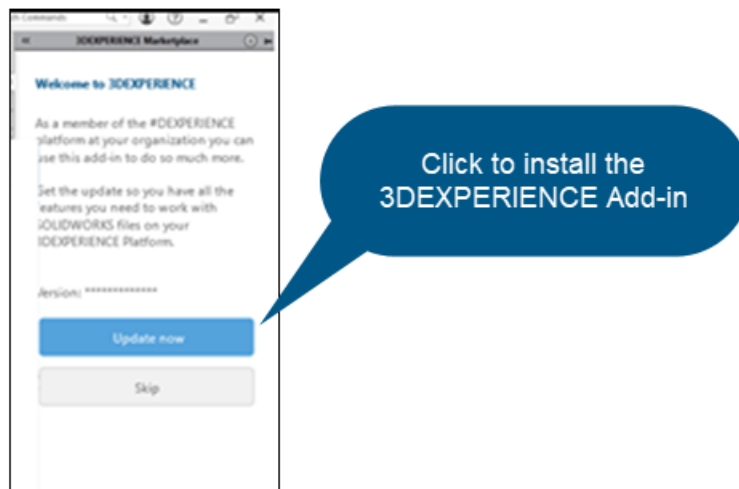 ch Commands
3DEXPERIENCE Marketplace
Welcome to 3DEXPERIENCE
As a member of the #DEXPERIENCE
platform at your organization you can
use this add-in to do so much more.
Get the update so you have all the
features you need to work with
SOLIDWORKS files on your
3DEXPERIENCE Platform.
Version: *************
Update now
Skip
Click to install the
3DEXPERIENCE Add-in